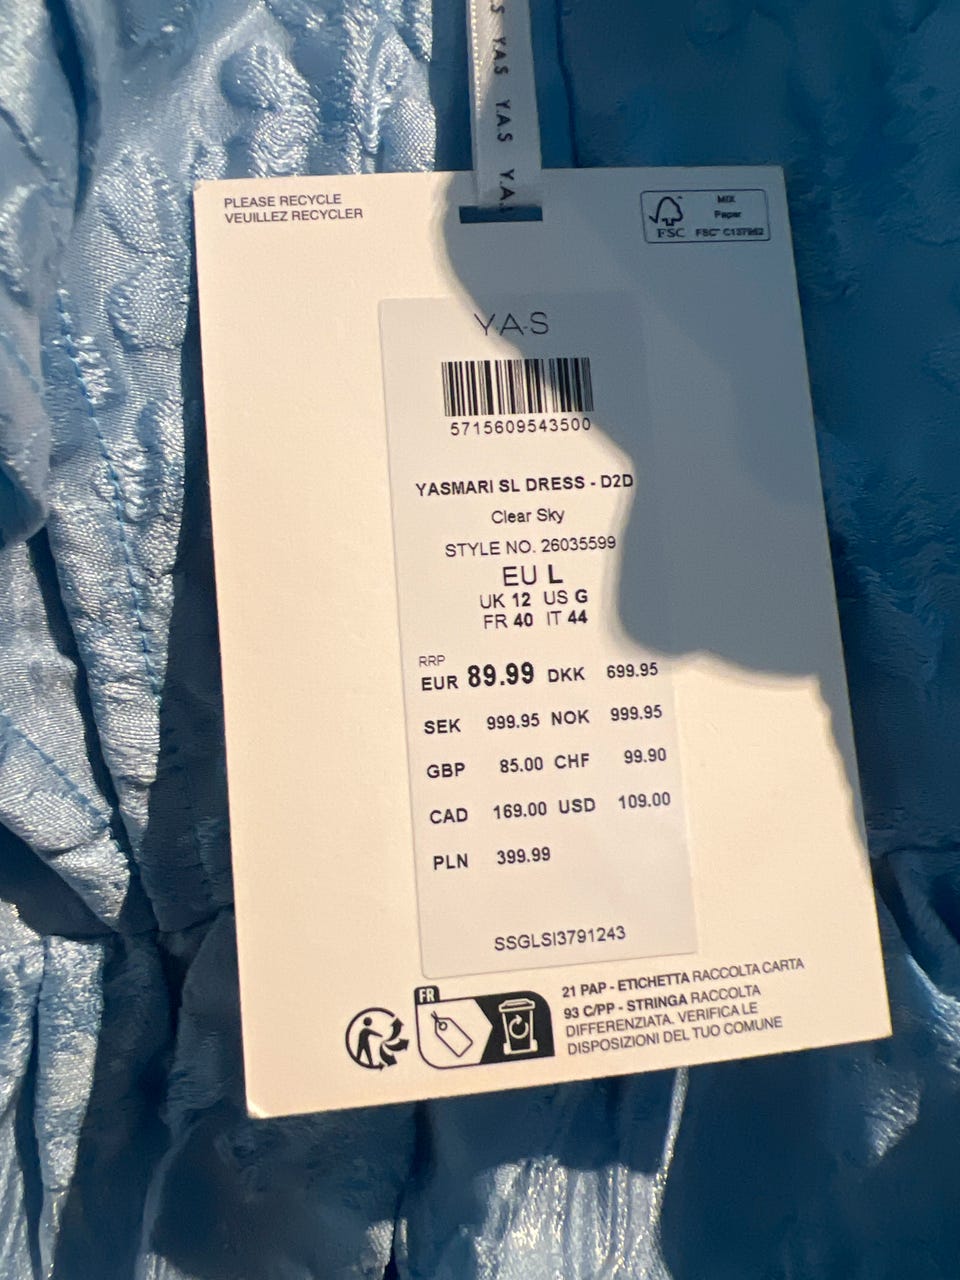 S YAS Y.A.S Y.A.S
PLEASE RECYCLE
VEUILLEZ RECYCLER
FSC
MIX
Paper
FSC™ C137962
Y·A·S
5715609543500
YASMARI SL DRESS - D2D
Clear Sky
STYLE NO. 26035599
EU L
UK 12 US G
FR 40 IT 44
RRP
EUR 89.99 DKK 699.95
SEK 999.95 NOK 999.95
GBP 85.00 CHF 99.90
CAD 169.00 USD 109.00
PLN 399.99
SSGLSI3791243
FR
21 PAP - ETICHETTA RACCOLTA CARTA
93 C/PP - STRINGA RACCOLTA
DIFFERENZIATA. VERIFICA LE
DISPOSIZIONI DEL TUO COMUNE